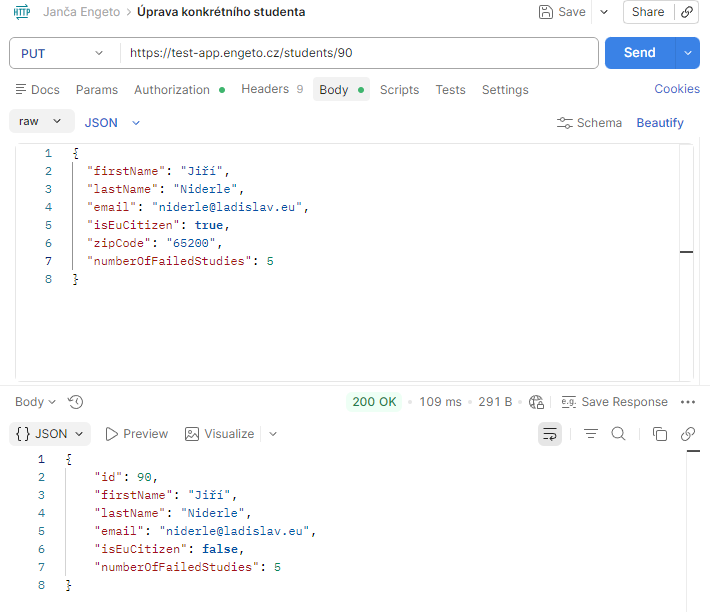 HTTP Janča Engeto > Úprava konkrétního studenta Save Share
PUT https://test-app.engeto.cz/students/90 Send
Docs Params Authorization Headers 9 Body Scripts Tests Settings Cookies
raw JSON Schema Beautify
1 {
2 "firstName": "Jiří",
3 "lastName": "Niderle",
4 "email": "niderle@ladislav.eu",
5 "isEuCitizen": true,
6 "zipCode": "65200",
7 "numberOfFailedStudies": 5
8 }
Body 200 OK • 109 ms • 291 B e.g. Save Response
{} JSON Preview Visualize
1 {
2 "id": 90,
3 "firstName": "Jiří",
4 "lastName": "Niderle",
5 "email": "niderle@ladislav.eu",
6 "isEuCitizen": false,
7 "numberOfFailedStudies": 5
8 }